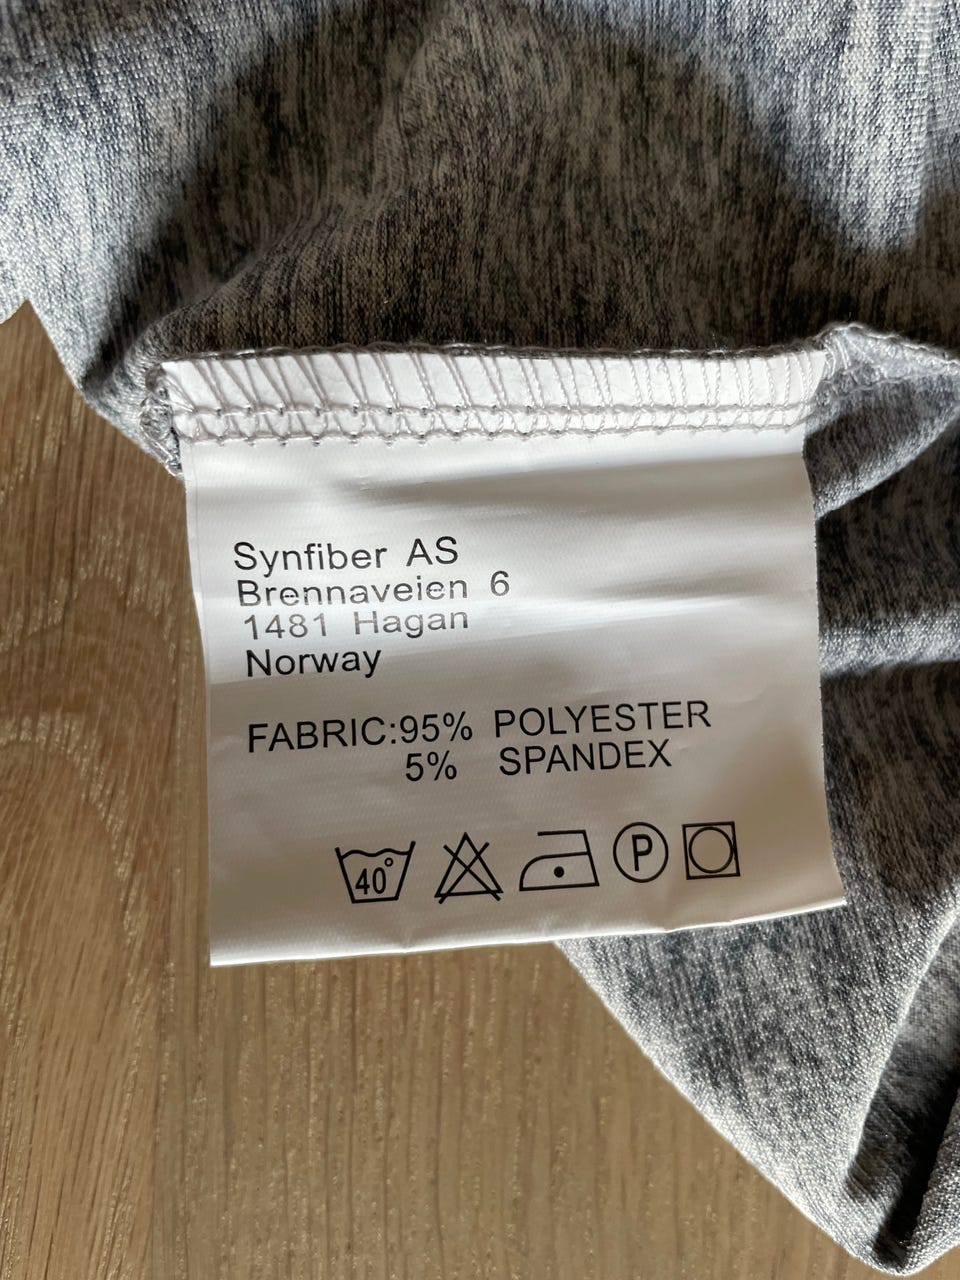 Synfiber AS
Brennaveien 6
1481 Hagan
Norway
FABRIC:95% POLYESTER
5% SPANDEX
40° P